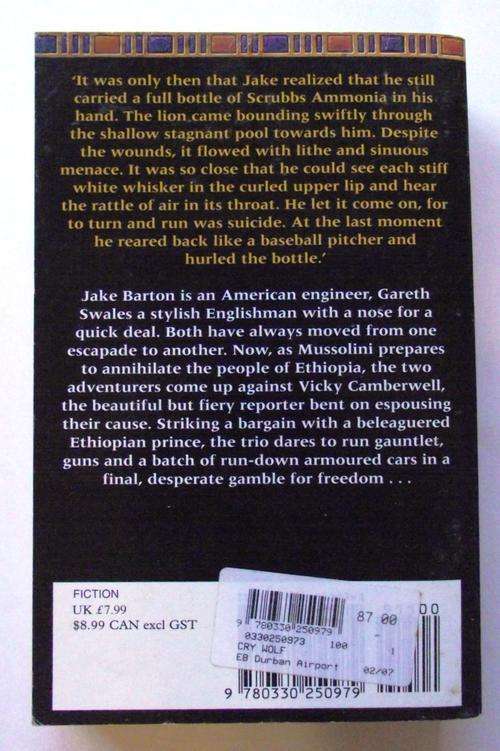 ‘It was only then that Jake realized that he still
carried a full bottle of Scrubbs Ammonia in his
hand. The lion came bounding swiftly through
the shallow stagnant pool towards him. Despite
the wounds, it flowed with lithe and sinuous
menace. It was so close that he could see each stiff
white whisker in the curled upper lip and hear
the rattle of air in its throat. He let it come on, for
to turn and run was suicide. At the last moment
he reared back like a baseball pitcher and
hurled the bottle.’
Jake Barton is an American engineer, Gareth
Swales a stylish Englishman with a nose for a
quick deal. Both have always moved from one
escapade to another. Now, as Mussolini prepares
to annihilate the people of Ethiopia, the two
adventurers come up against Vicky Camberwell,
the beautiful but fiery reporter bent on espousing
their cause. Striking a bargain with a beleaguered
Ethiopian prince, the trio dares to run gauntlet,
guns and a batch of run-down armoured cars in a
final, desperate gamble for freedom . . .
FICTION
UK £7.99
$8.99 CAN excl GST
00
87 00
9 780330 250979
0330250973 100 1
CRY WOLF
EB Durban Airport
02/07
9 780330 250979